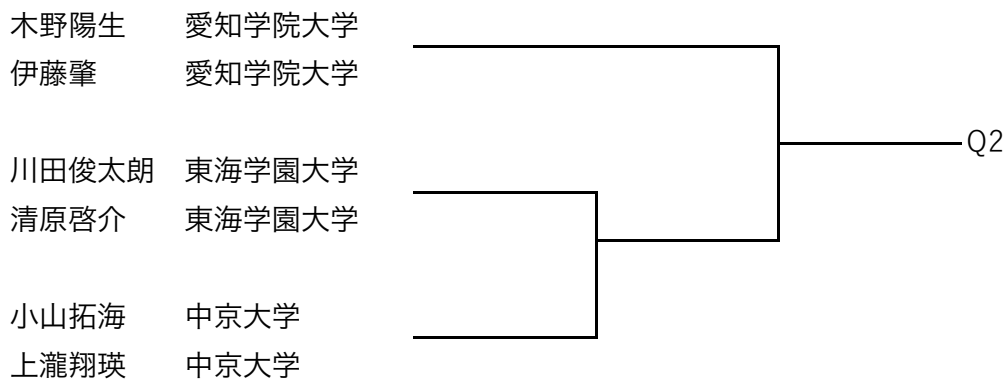 木野陽生 愛知学院大学
伊藤肇 愛知学院大学
Q2
川田俊太朗 東海学園大学
清原啓介 東海学園大学
小山拓海 中京大学
上瀧翔瑛 中京大学